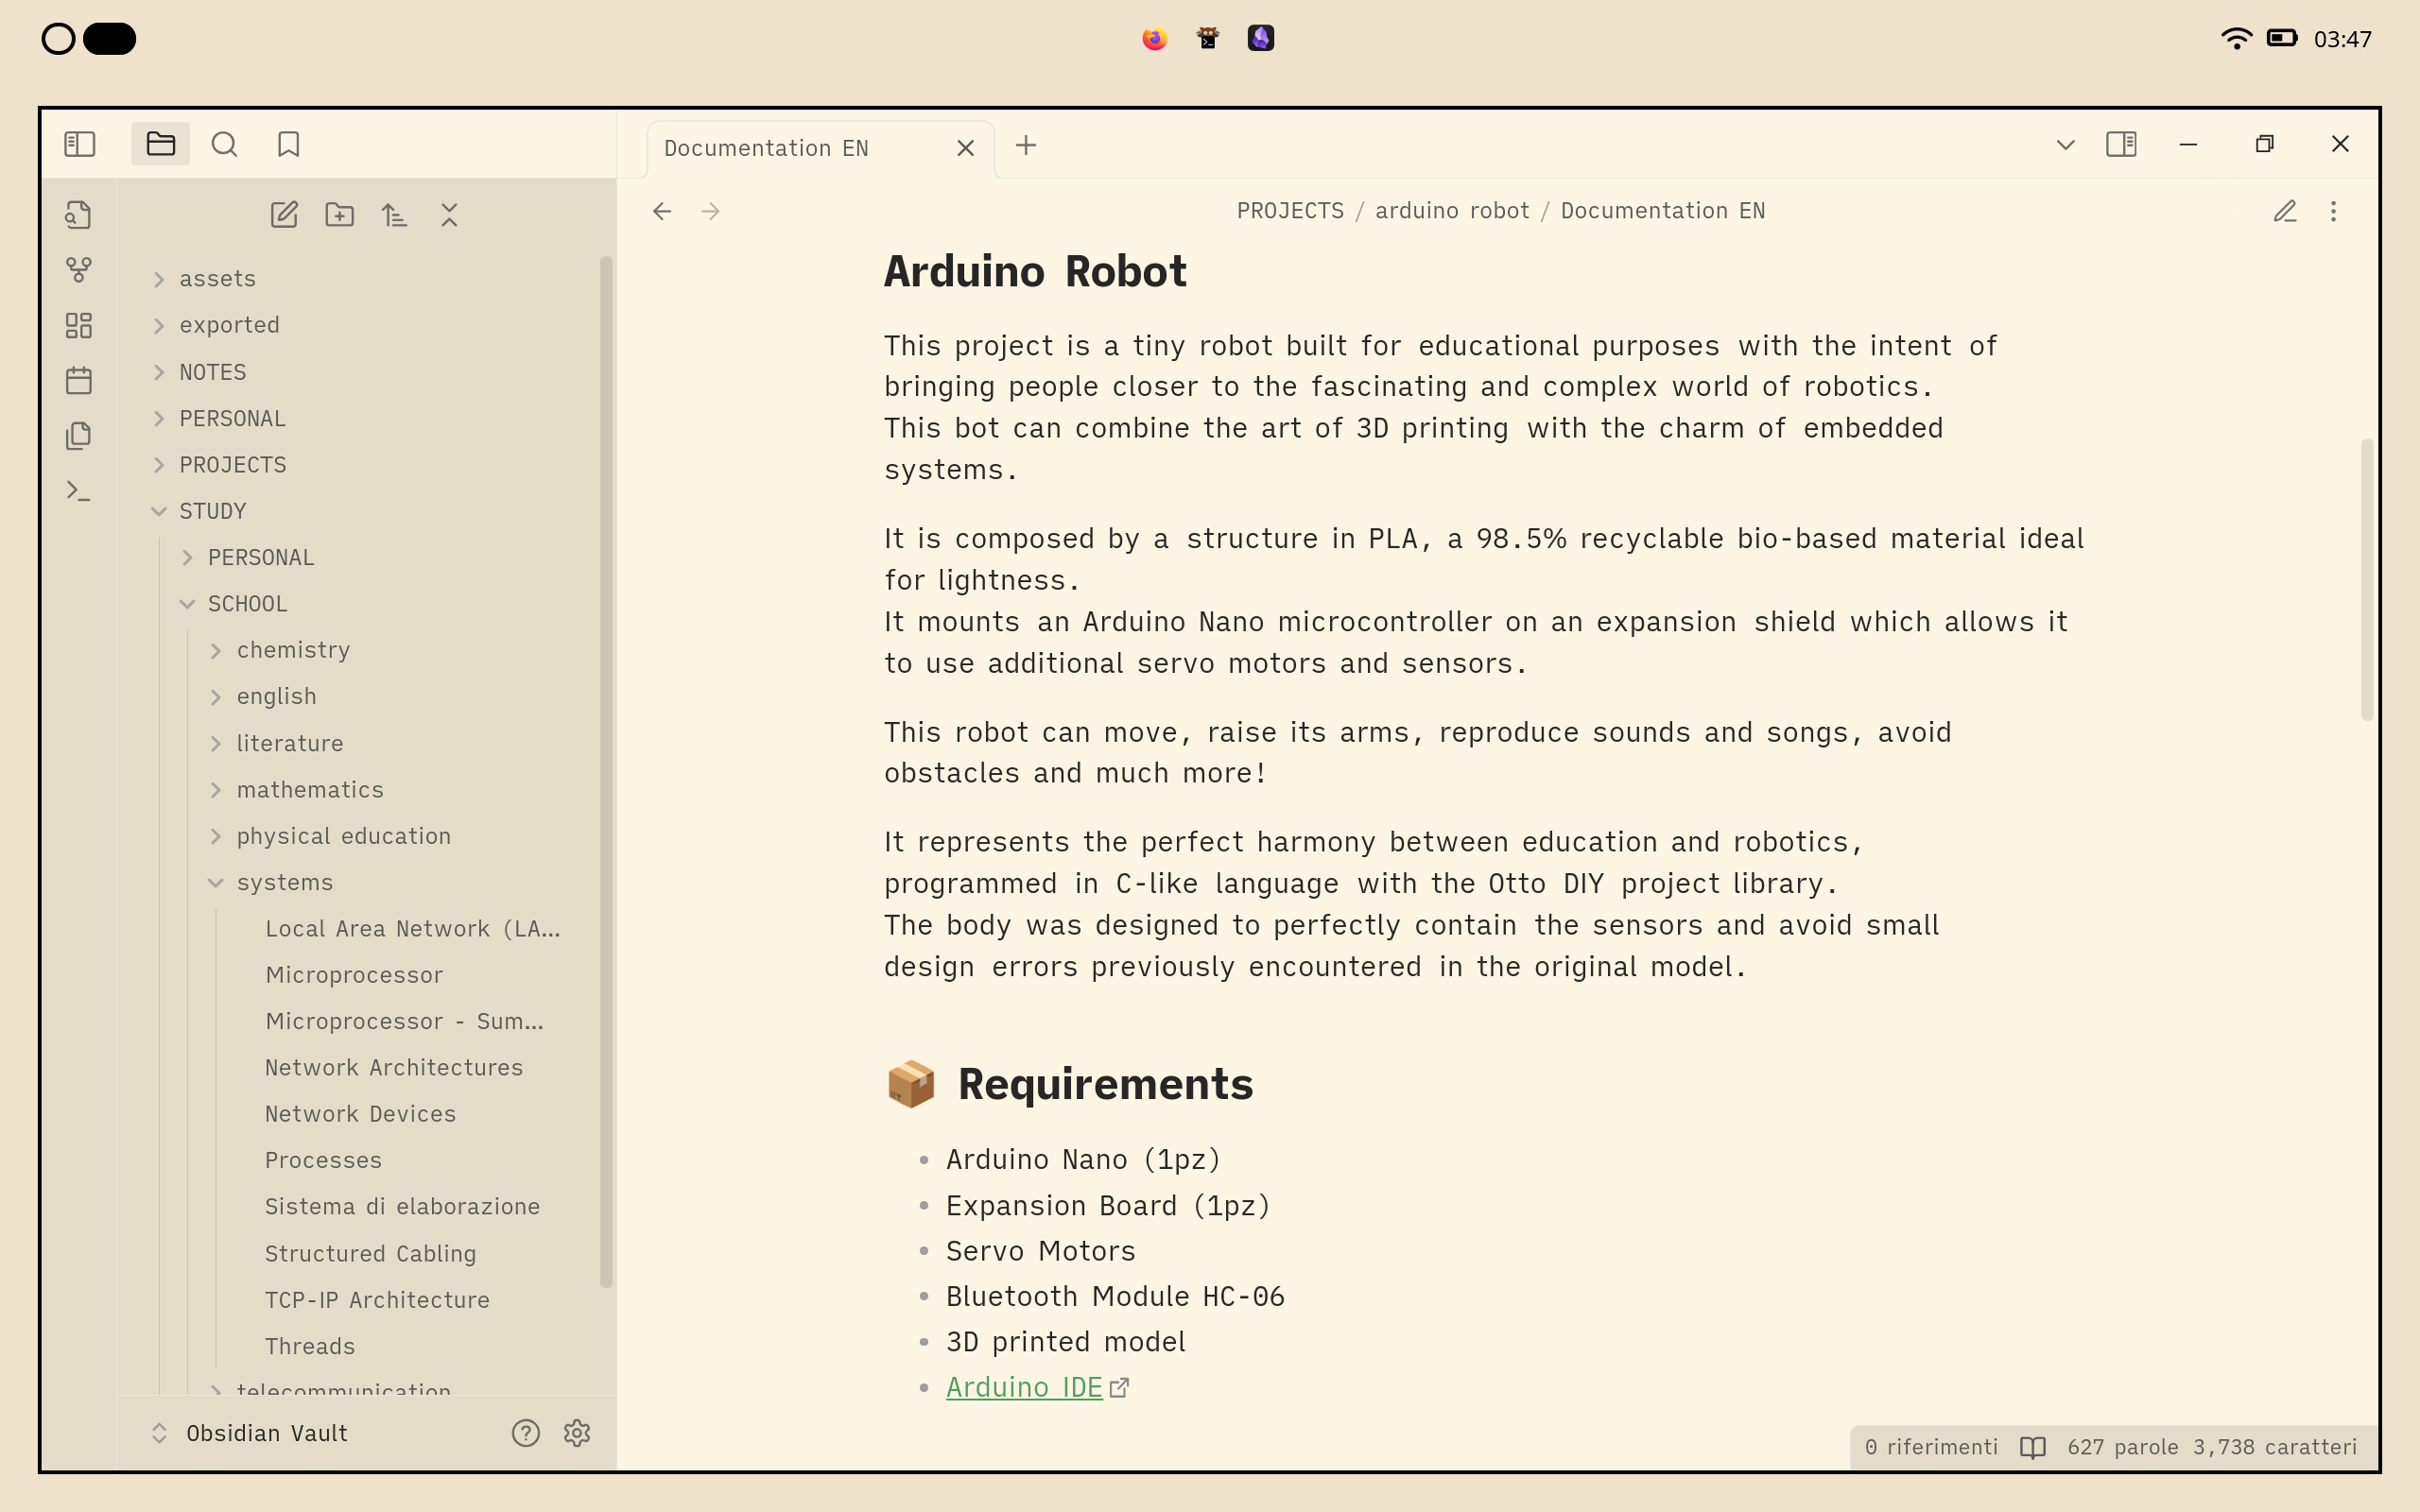 03:47
Documentation EN
PROJECTS / arduino robot / Documentation EN
assets
exported
NOTES
PERSONAL
PROJECTS
STUDY
PERSONAL
SCHOOL
chemistry
english
literature
mathematics
physical education
systems
Local Area Network (LA...
Microprocessor
Microprocessor - Sum...
Network Architectures
Network Devices
Processes
Sistema di elaborazione
Structured Cabling
TCP-IP Architecture
Threads
telecommunication
Obsidian Vault
Arduino Robot
This project is a tiny robot built for educational purposes with the intent of
bringing people closer to the fascinating and complex world of robotics.
This bot can combine the art of 3D printing with the charm of embedded
systems.
It is composed by a structure in PLA, a 98.5% recyclable bio-based material ideal
for lightness.
It mounts an Arduino Nano microcontroller on an expansion shield which allows it
to use additional servo motors and sensors.
This robot can move, raise its arms, reproduce sounds and songs, avoid
obstacles and much more!
It represents the perfect harmony between education and robotics,
programmed in C-like language with the Otto DIY project library.
The body was designed to perfectly contain the sensors and avoid small
design errors previously encountered in the original model.
📦 Requirements
• Arduino Nano (1pz)
• Expansion Board (1pz)
• Servo Motors
• Bluetooth Module HC-06
• 3D printed model
• Arduino IDE
0 riferimenti 627 parole 3,738 caratteri